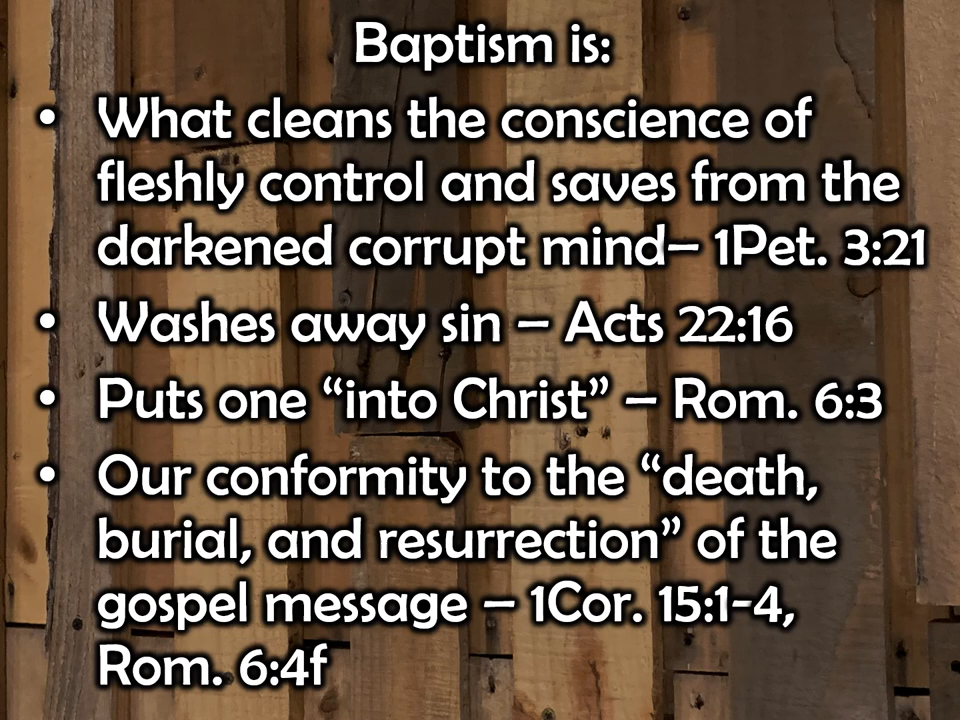 Baptism is:
• What cleans the conscience of
fleshly control and saves from the
darkened corrupt mind– 1Pet. 3:21
• Washes away sin – Acts 22:16
• Puts one “into Christ” – Rom. 6:3
• Our conformity to the “death,
burial, and resurrection” of the
gospel message – 1Cor. 15:1-4,
Rom. 6:4f